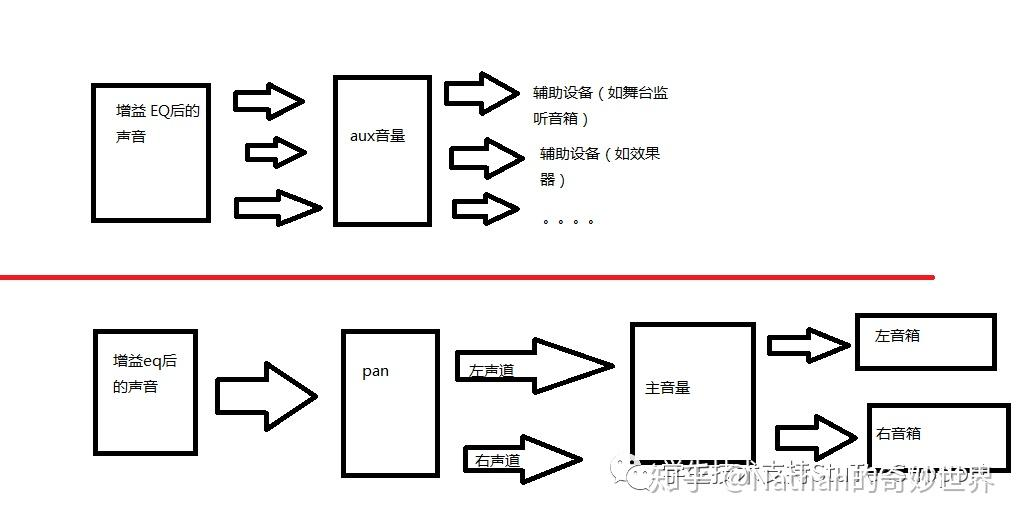 增益 EQ后的
声音
aux音量
辅助设备（如舞台监
听音箱）
辅助设备（如效果
器）
。。。。
增益eq后
的声音
pan
左声道
右声道
主音量
左音箱
右音箱
知乎 @Nathan的奇妙世界